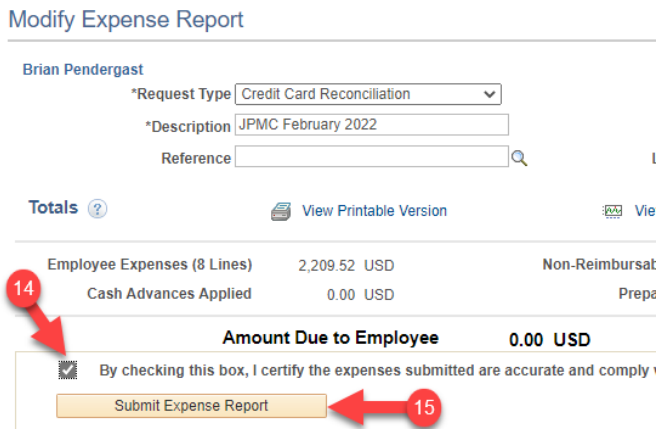 Modify Expense Report
Brian Pendergast
*Request Type Credit Card Reconciliation
*Description JPMC February 2022
Reference
Totals ? View Printable Version
Employee Expenses (8 Lines) 2,209.52 USD Non-Reimbursab
14
Cash Advances Applied 0.00 USD Prepa
Amount Due to Employee 0.00 USD
By checking this box, I certify the expenses submitted are accurate and comply
Submit Expense Report 15